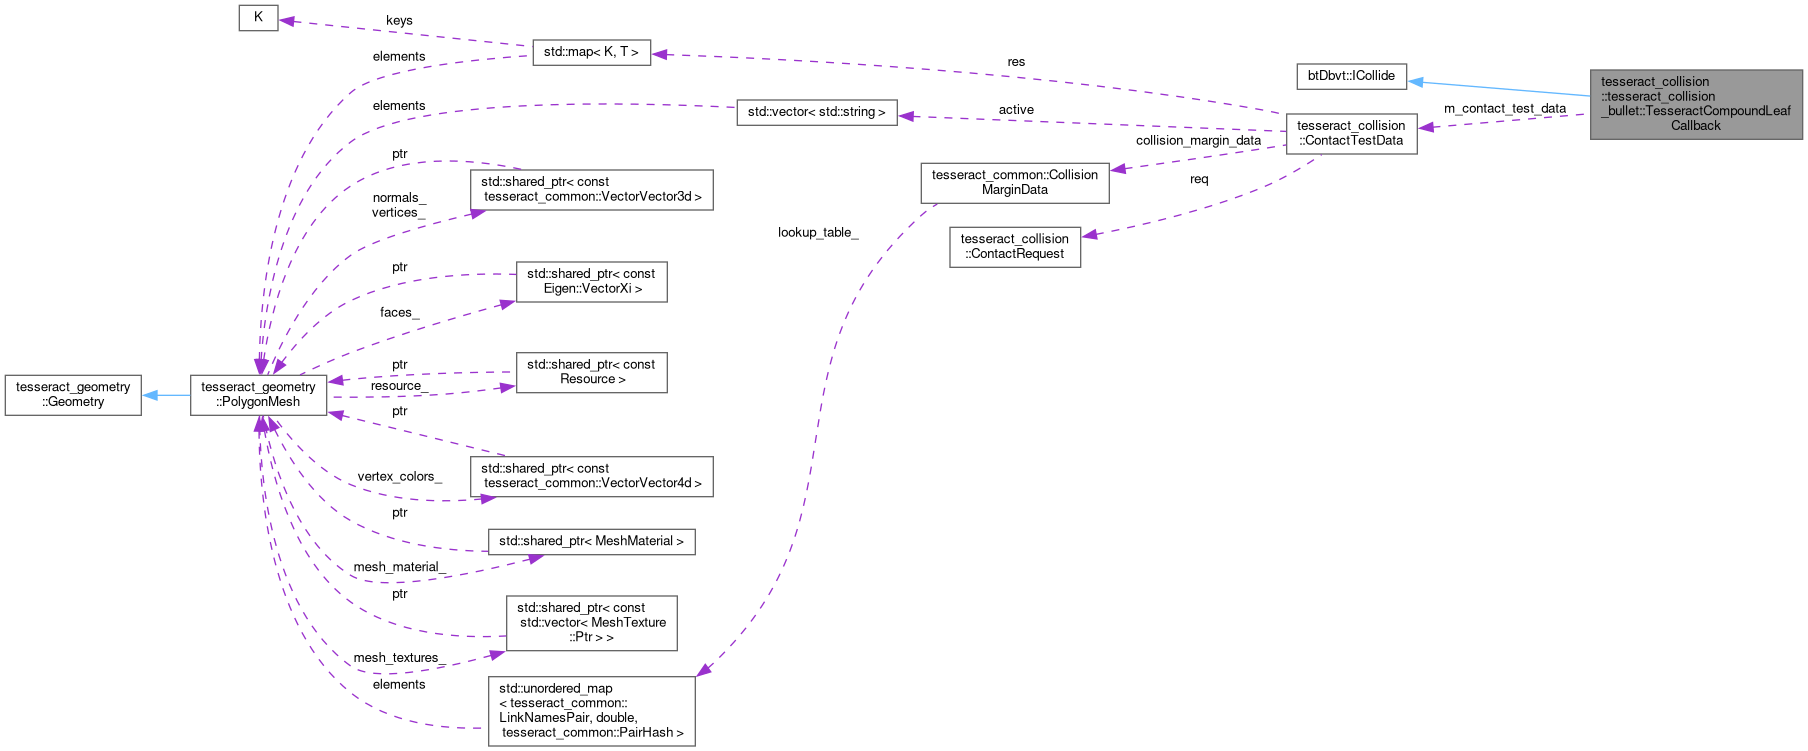 K
keys
std::map< K, T >
elements
res
btDbvt::ICollide
tesseract_collision
::tesseract_collision
_bullet::TesseractCompoundLeaf
Callback
m_contact_test_data
elements
std::vector< std::string >
active
tesseract_collision
::ContactTestData
collision_margin_data
ptr
std::shared_ptr< const
tesseract_common::VectorVector3d >
tesseract_common::Collision
MarginData
req
normals_
vertices_
lookup_table_
tesseract_collision
::ContactRequest
ptr
std::shared_ptr< const
Eigen::VectorXi >
faces_
ptr
std::shared_ptr< const
Resource >
resource_
tesseract_geometry
::Geometry
tesseract_geometry
::PolygonMesh
ptr
std::shared_ptr< const
tesseract_common::VectorVector4d >
vertex_colors_
ptr
std::shared_ptr< MeshMaterial >
mesh_material_
ptr
std::shared_ptr< const
std::vector< MeshTexture
::Ptr > >
mesh_textures_
elements
std::unordered_map
< tesseract_common::
LinkNamesPair, double,
tesseract_common::PairHash >